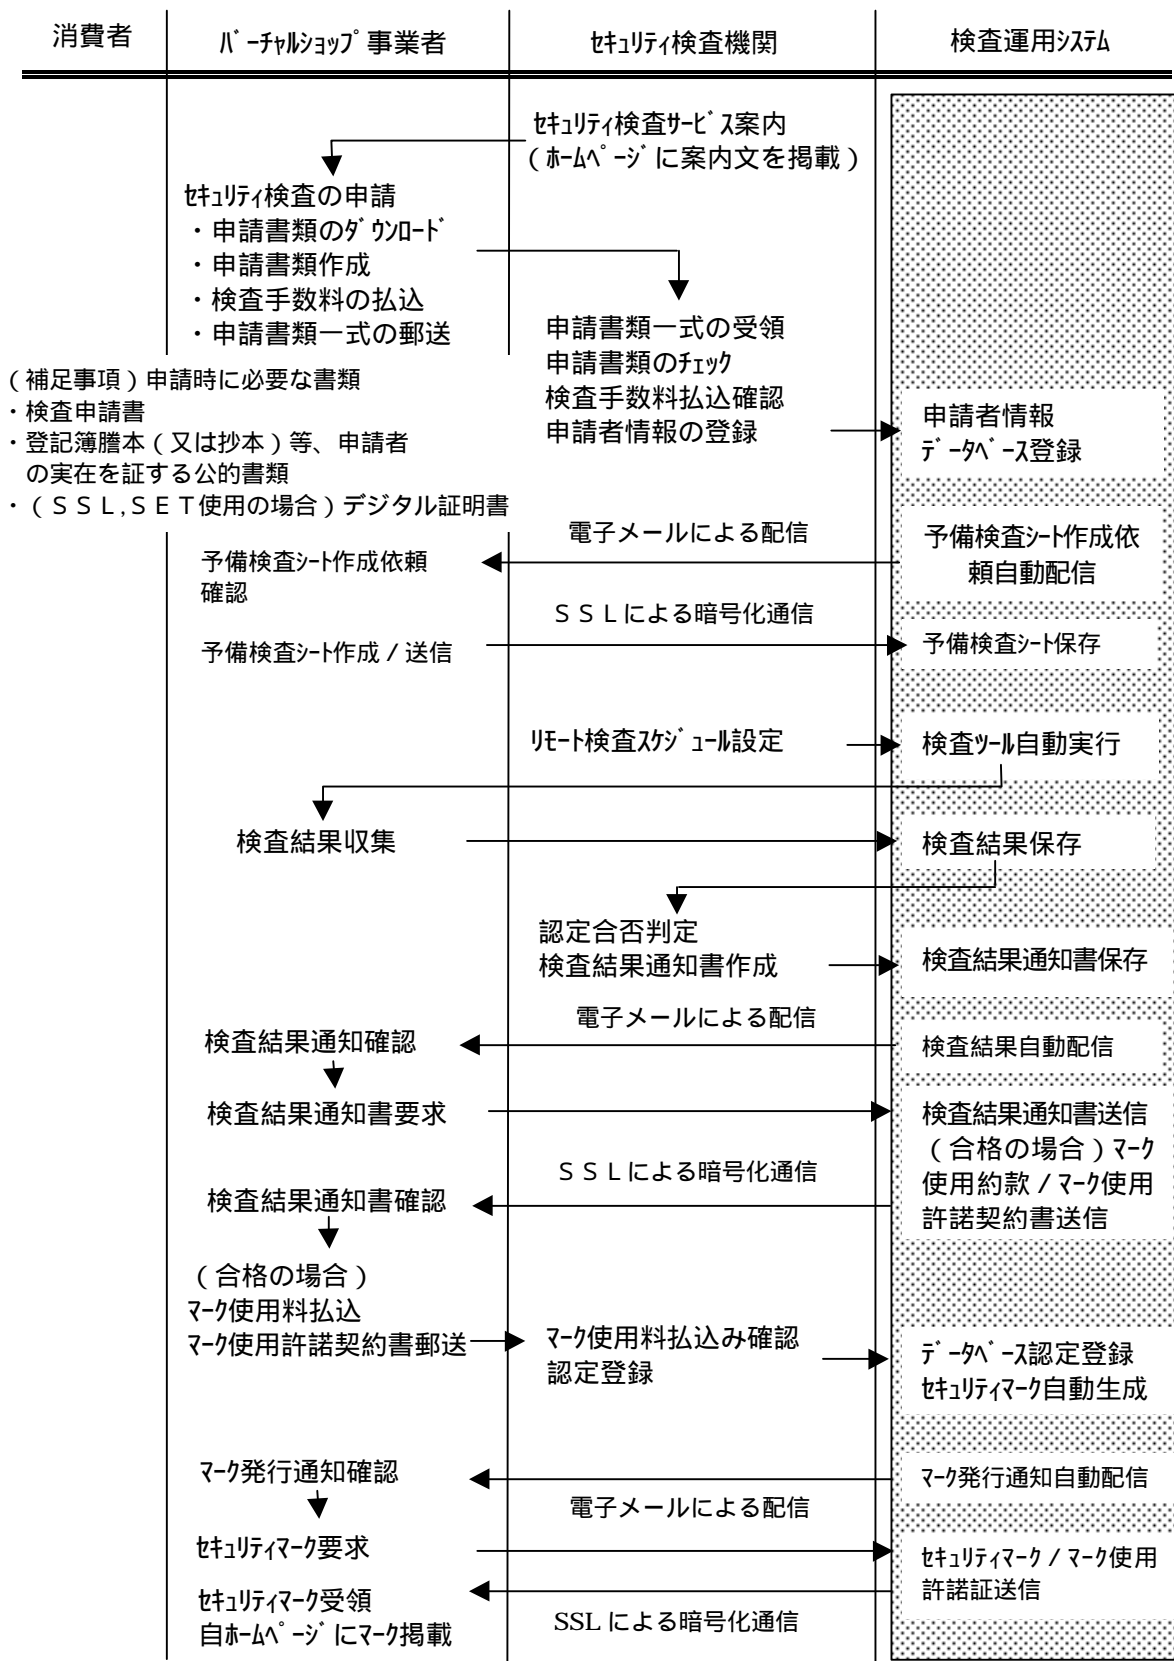 消費者
ﾊﾞｰﾁｬﾙｼｮｯﾌﾟ事業者
ｾｷｭﾘﾃｨ検査機関
検査運用ｼｽﾃﾑ
ｾｷｭﾘﾃｨ検査ｻｰﾋﾞｽ案内
（ﾎｰﾑﾍﾟｰｼﾞに案内文を掲載）
ｾｷｭﾘﾃｨ検査の申請
・申請書類のﾀﾞｳﾝﾛｰﾄﾞ
・申請書類作成
・検査手数料の払込
・申請書類一式の郵送
申請書類一式の受領
申請書類のﾁｪｯｸ
検査手数料払込確認
申請者情報の登録
（補足事項）申請時に必要な書類
・検査申請書
・登記簿謄本（又は抄本）等、申請者
の実在を証する公的書類
・（ＳＳＬ,ＳＥＴ使用の場合）デジタル証明書
申請者情報
ﾃﾞｰﾀﾍﾞｰｽ登録
電子メールによる配信
予備検査ｼｰﾄ作成依
頼自動配信
予備検査ｼｰﾄ作成依頼
確認
ＳＳＬによる暗号化通信
予備検査ｼｰﾄ作成 / 送信
予備検査ｼｰﾄ保存
ﾘﾓｰﾄ検査ｽｹｼﾞｭｰﾙ設定
検査ﾂｰﾙ自動実行
検査結果収集
検査結果保存
認定合否判定
検査結果通知書作成
検査結果通知書保存
電子メールによる配信
検査結果通知確認
検査結果自動配信
検査結果通知書要求
検査結果通知書送信
（合格の場合）ﾏｰｸ
使用約款 / ﾏｰｸ使用
許諾契約書送信
ＳＳＬによる暗号化通信
検査結果通知書確認
（合格の場合）
ﾏｰｸ使用料払込
ﾏｰｸ使用許諾契約書郵送
ﾏｰｸ使用料払込み確認
認定登録
ﾃﾞｰﾀﾍﾞｰｽ認定登録
ｾｷｭﾘﾃｨﾏｰｸ自動生成
ﾏｰｸ発行通知確認
ﾏｰｸ発行通知自動配信
電子メールによる配信
ｾｷｭﾘﾃｨﾏｰｸ要求
ｾｷｭﾘﾃｨﾏｰｸ / ﾏｰｸ使用
許諾証送信
ｾｷｭﾘﾃｨﾏｰｸ受領
自ﾎｰﾑﾍﾟｰｼﾞにﾏｰｸ掲載
SSL による暗号化通信